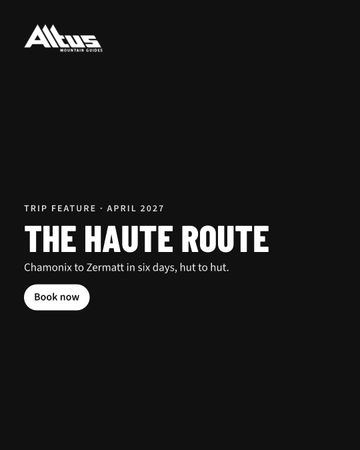 Altus
MOUNTAIN GUIDES
TRIP FEATURE · APRIL 2027
THE HAUTE ROUTE
Chamonix to Zermatt in six days, hut to hut.
Book now